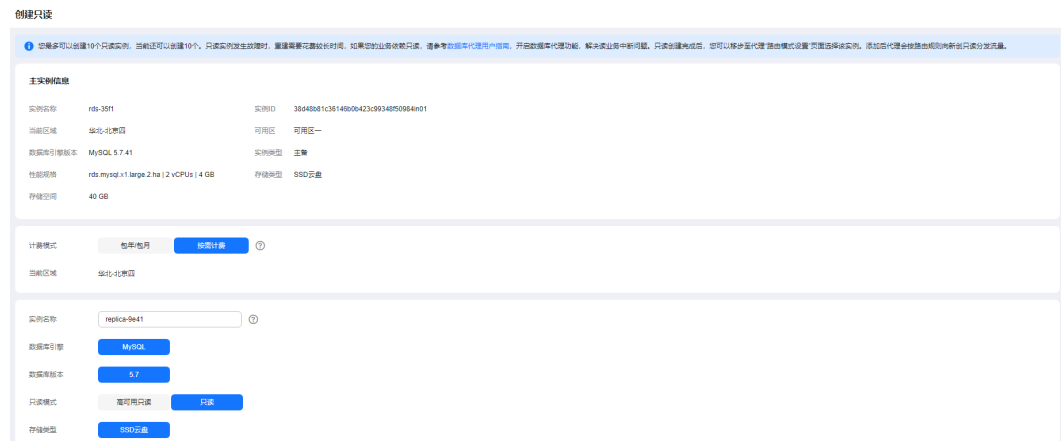 创建只读
您最多可以创建10个只读实例，当前还可以创建10个。只读实例发生故障时，重建需要花费较长时间，如果您的业务依赖只读，请参考数据库代理用户指南，开启数据库代理功能，解决读业务中断问题。只读创建完成后，您可以移步至代理“路由模式设置”页面选择该实例。添加后代理会按路由规则向新创只读分发流量。
主实例信息
实例名称 rds-35f1 实例ID 38d48b81c36146b0b423c99348f50984in01
当前区域 华北-北京四 可用区 可用区一
数据库引擎版本 MySQL 5.7.41 实例类型 主备
性能规格 rds.mysql.x1.large.2.ha | 2 vCPUs | 4 GB 存储类型 SSD云盘
存储空间 40 GB
计费模式 包年/包月 按需计费
当前区域 华北-北京四
实例名称 replica-9e41
数据库引擎 MySQL
数据库版本 5.7
只读模式 高可用只读 只读
存储类型 SSD云盘